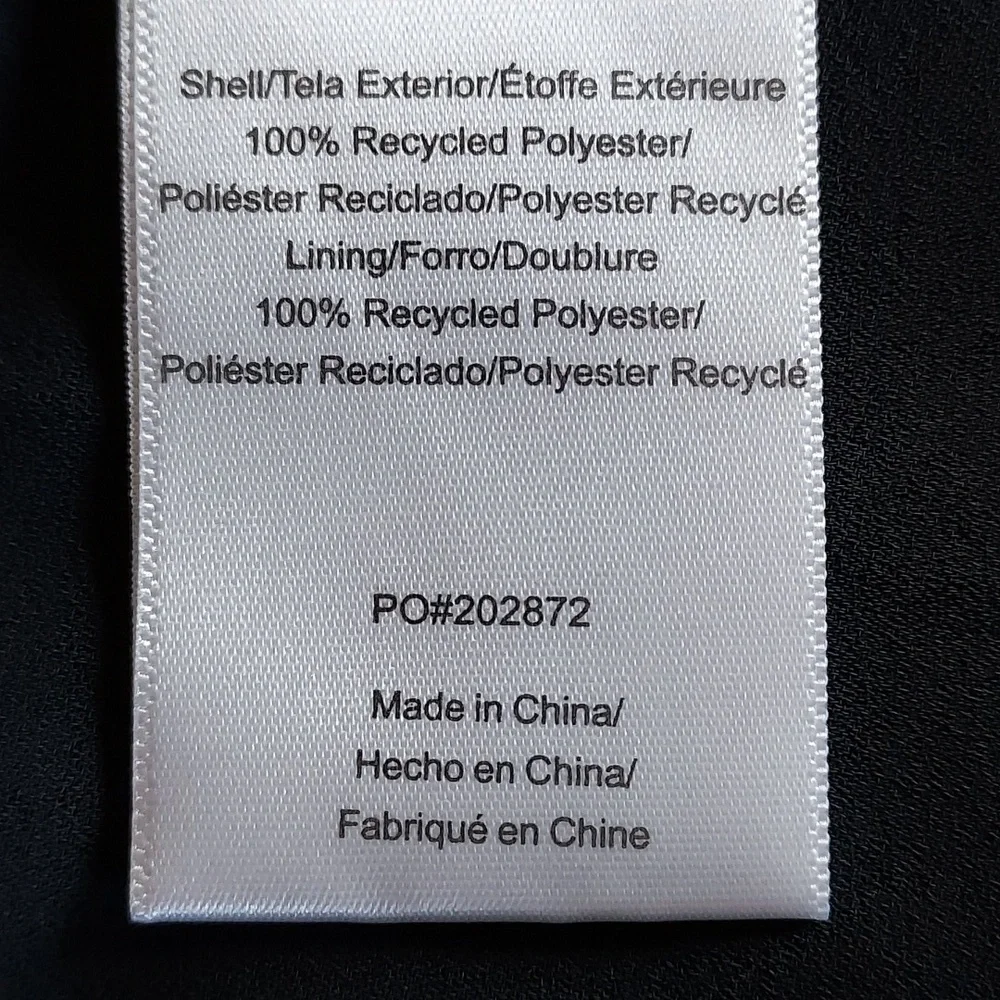 Shell/Tela Exterior/Étoffe Extérieure
100% Recycled Polyester/
Poliéster Reciclado/Polyester Recyclé
Lining/Forro/Doublure
100% Recycled Polyester/
Poliéster Reciclado/Polyester Recyclé
PO#202872
Made in China/
Hecho en China/
Fabriqué en Chine